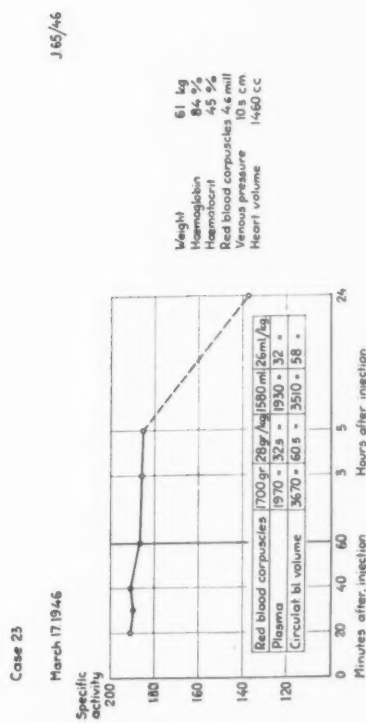 Case 23
March 17. 1946
J 65/46
Specific
activity
200
180
160
140
120
Red blood corpuscles 1700 gr 28 gr/kg 1580 ml 26 ml/kg
Plasma 1970 " 32.5 " 1930 " 32 "
Circulat bl volume 3670 " 60.5 " 3510 " 58 "
0 20 40 60 3 5 24
Minutes after injection Hours after injection
Weight 61 kg
Haemoglobin 84 %
Haematocrit 45 %
Red blood corpuscles 4.6 mill
Venous pressure 10.5 cm
Heart volume 1460 cc